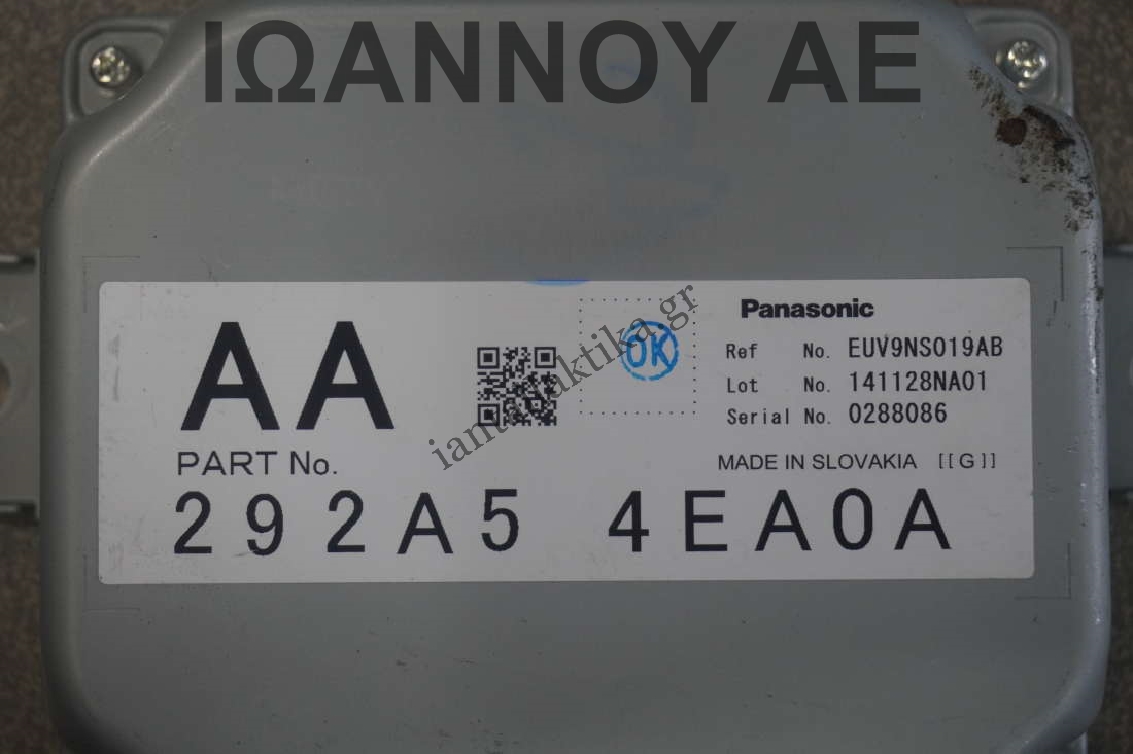 ΙΩΑΝΝΟΥ ΑΕ
AA
PART No.
292A5 4EA0A
OK
Panasonic
Ref No. EUV9NS019AB
Lot No. 141128NA01
Serial No. 0288086
MADE IN SLOVAKIA [[G]]